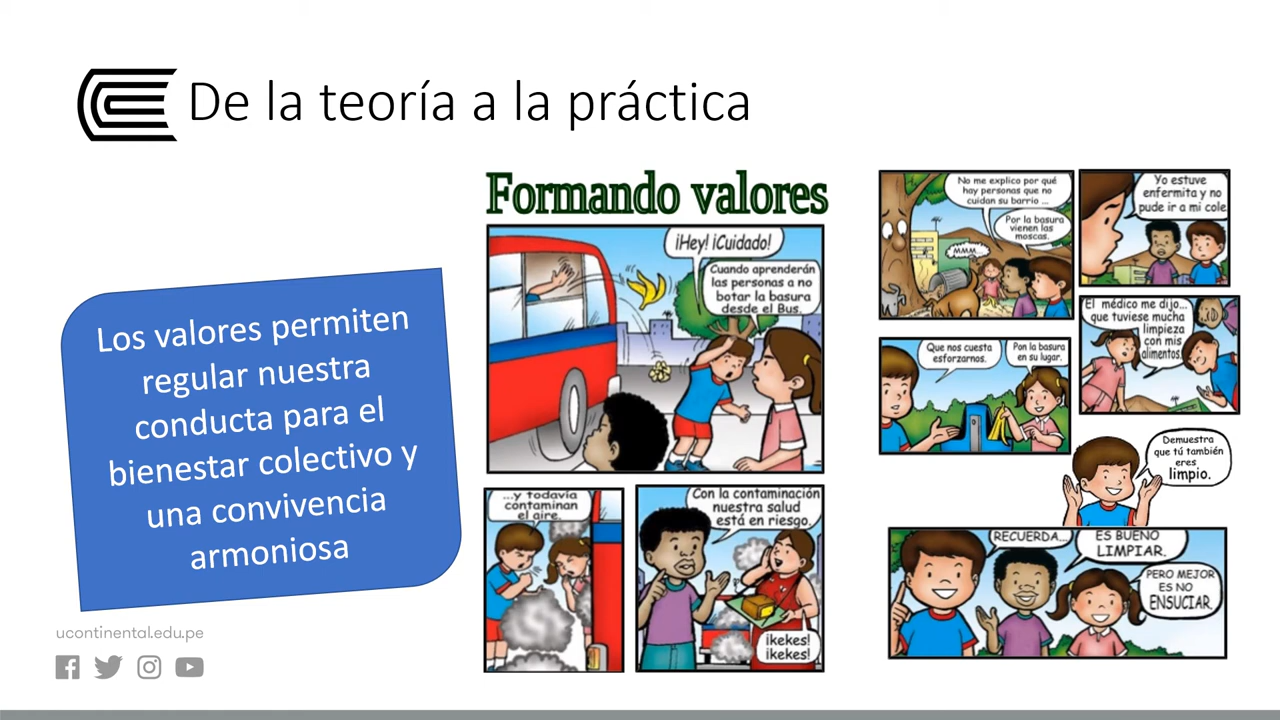 De la teoría a la práctica
Los valores permiten
regular nuestra
conducta para el
bienestar colectivo y
una convivencia
armoniosa
ucontinental.edu.pe
Formando valores
¡Hey! ¡Cuidado!
Cuando aprenderán
las personas a no
botar la basura
desde el Bus.
...y todavía
contaminan
el aire.
Con la contaminación
nuestra salud
está en riesgo.
ikekes!
ikekes!
No me explico por qué
hay personas que no
cuidan su barrio ...
Por la basura
vienen las
moscas.
MMM
Yo estuve
enfermita y no
pude ir a mi cole
El médico me dijo...
que tuviese mucha
limpieza
con mis
alimentos.
Que nos cuesta
esforzarnos.
Pon la basura
en su lugar.
Demuestra
que tú también
eres
limpio.
RECUERDA...
ES BUENO
LIMPIAR.
PERO MEJOR
ES NO
ENSUCIAR.